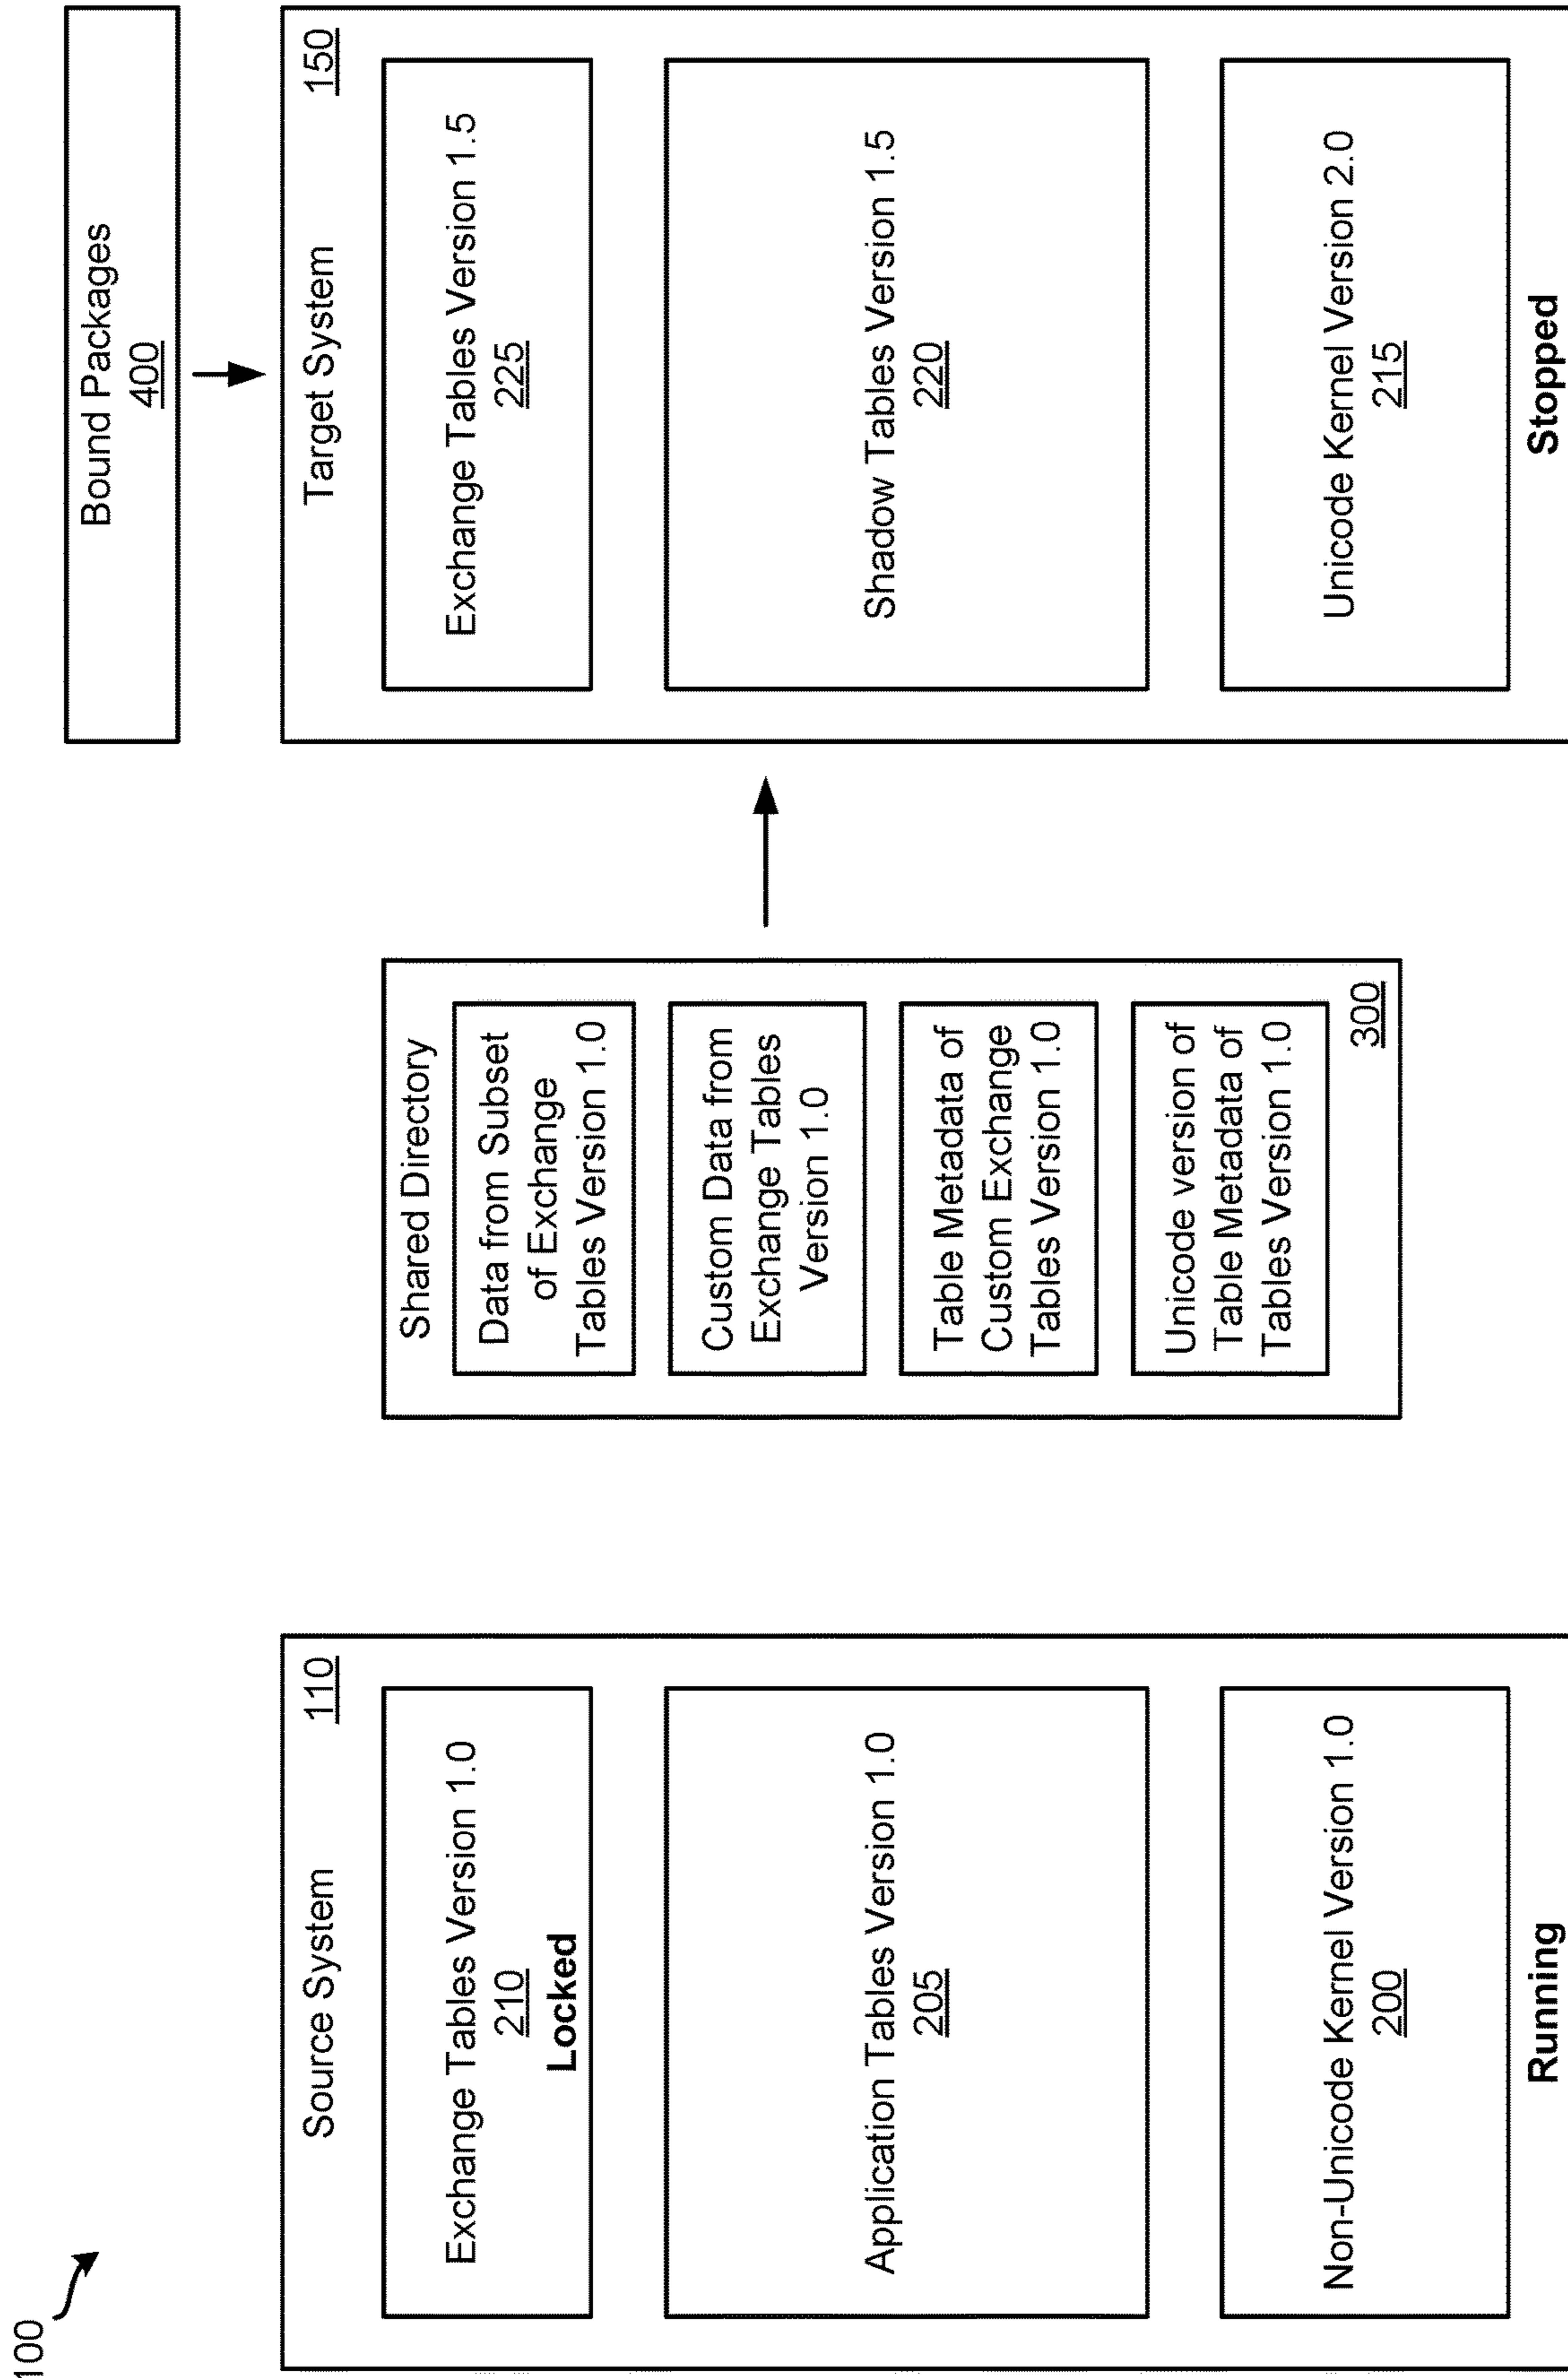 100
Source System
110
Exchange Tables Version 1.0
210
Locked
Application Tables Version 1.0
205
Non-Unicode Kernel Version 1.0
200
Running
Shared Directory
Data from Subset
of Exchange
Tables Version 1.0
Custom Data from
Exchange Tables
Version 1.0
Table Metadata of
Custom Exchange
Tables Version 1.0
Unicode version of
Table Metadata of
Tables Version 1.0
300
Bound Packages
400
Target System
150
Exchange Tables Version 1.5
225
Shadow Tables Version 1.5
220
Unicode Kernel Version 2.0
215
Stopped